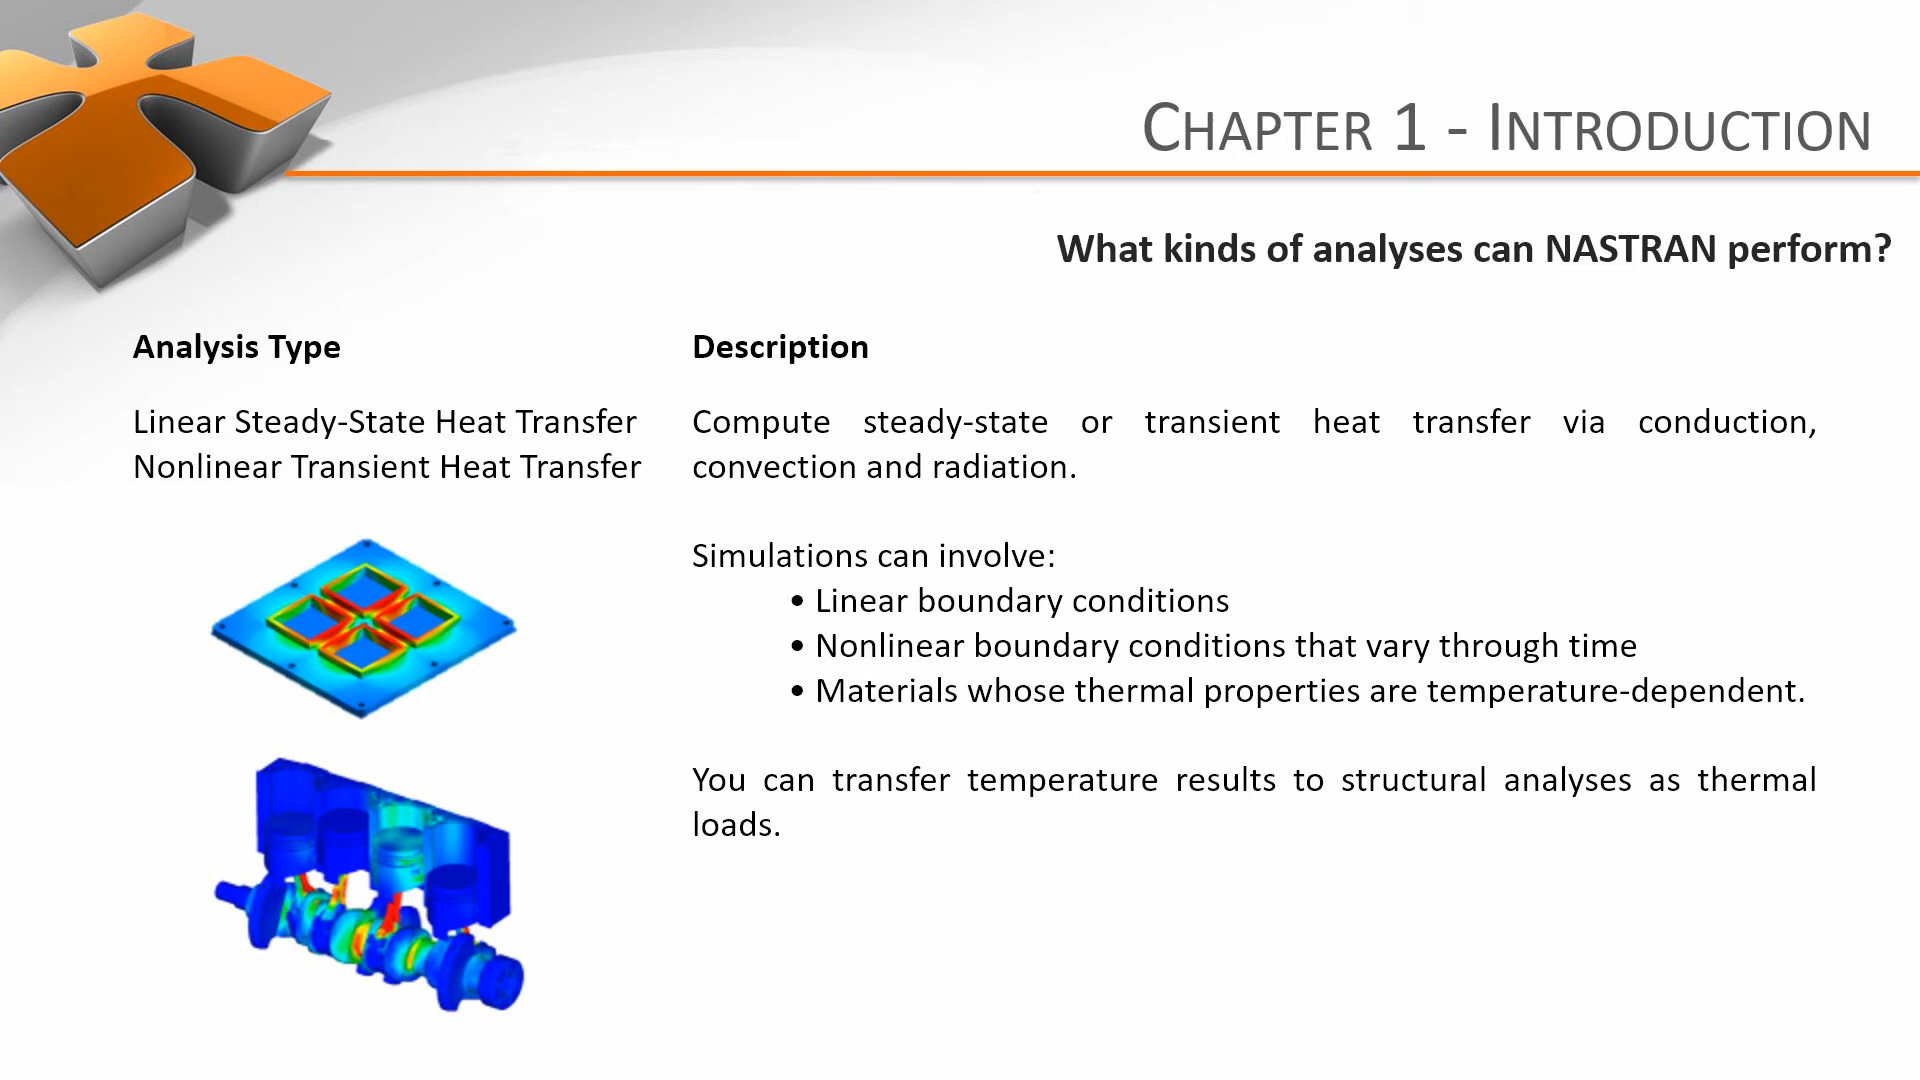 Chapter 1 - Introduction
What kinds of analyses can NASTRAN perform?
Analysis Type
Description
Linear Steady-State Heat Transfer
Nonlinear Transient Heat Transfer
Compute steady-state or transient heat transfer via conduction,
convection and radiation.
Simulations can involve:
• Linear boundary conditions
• Nonlinear boundary conditions that vary through time
• Materials whose thermal properties are temperature-dependent.
You can transfer temperature results to structural analyses as thermal
loads.